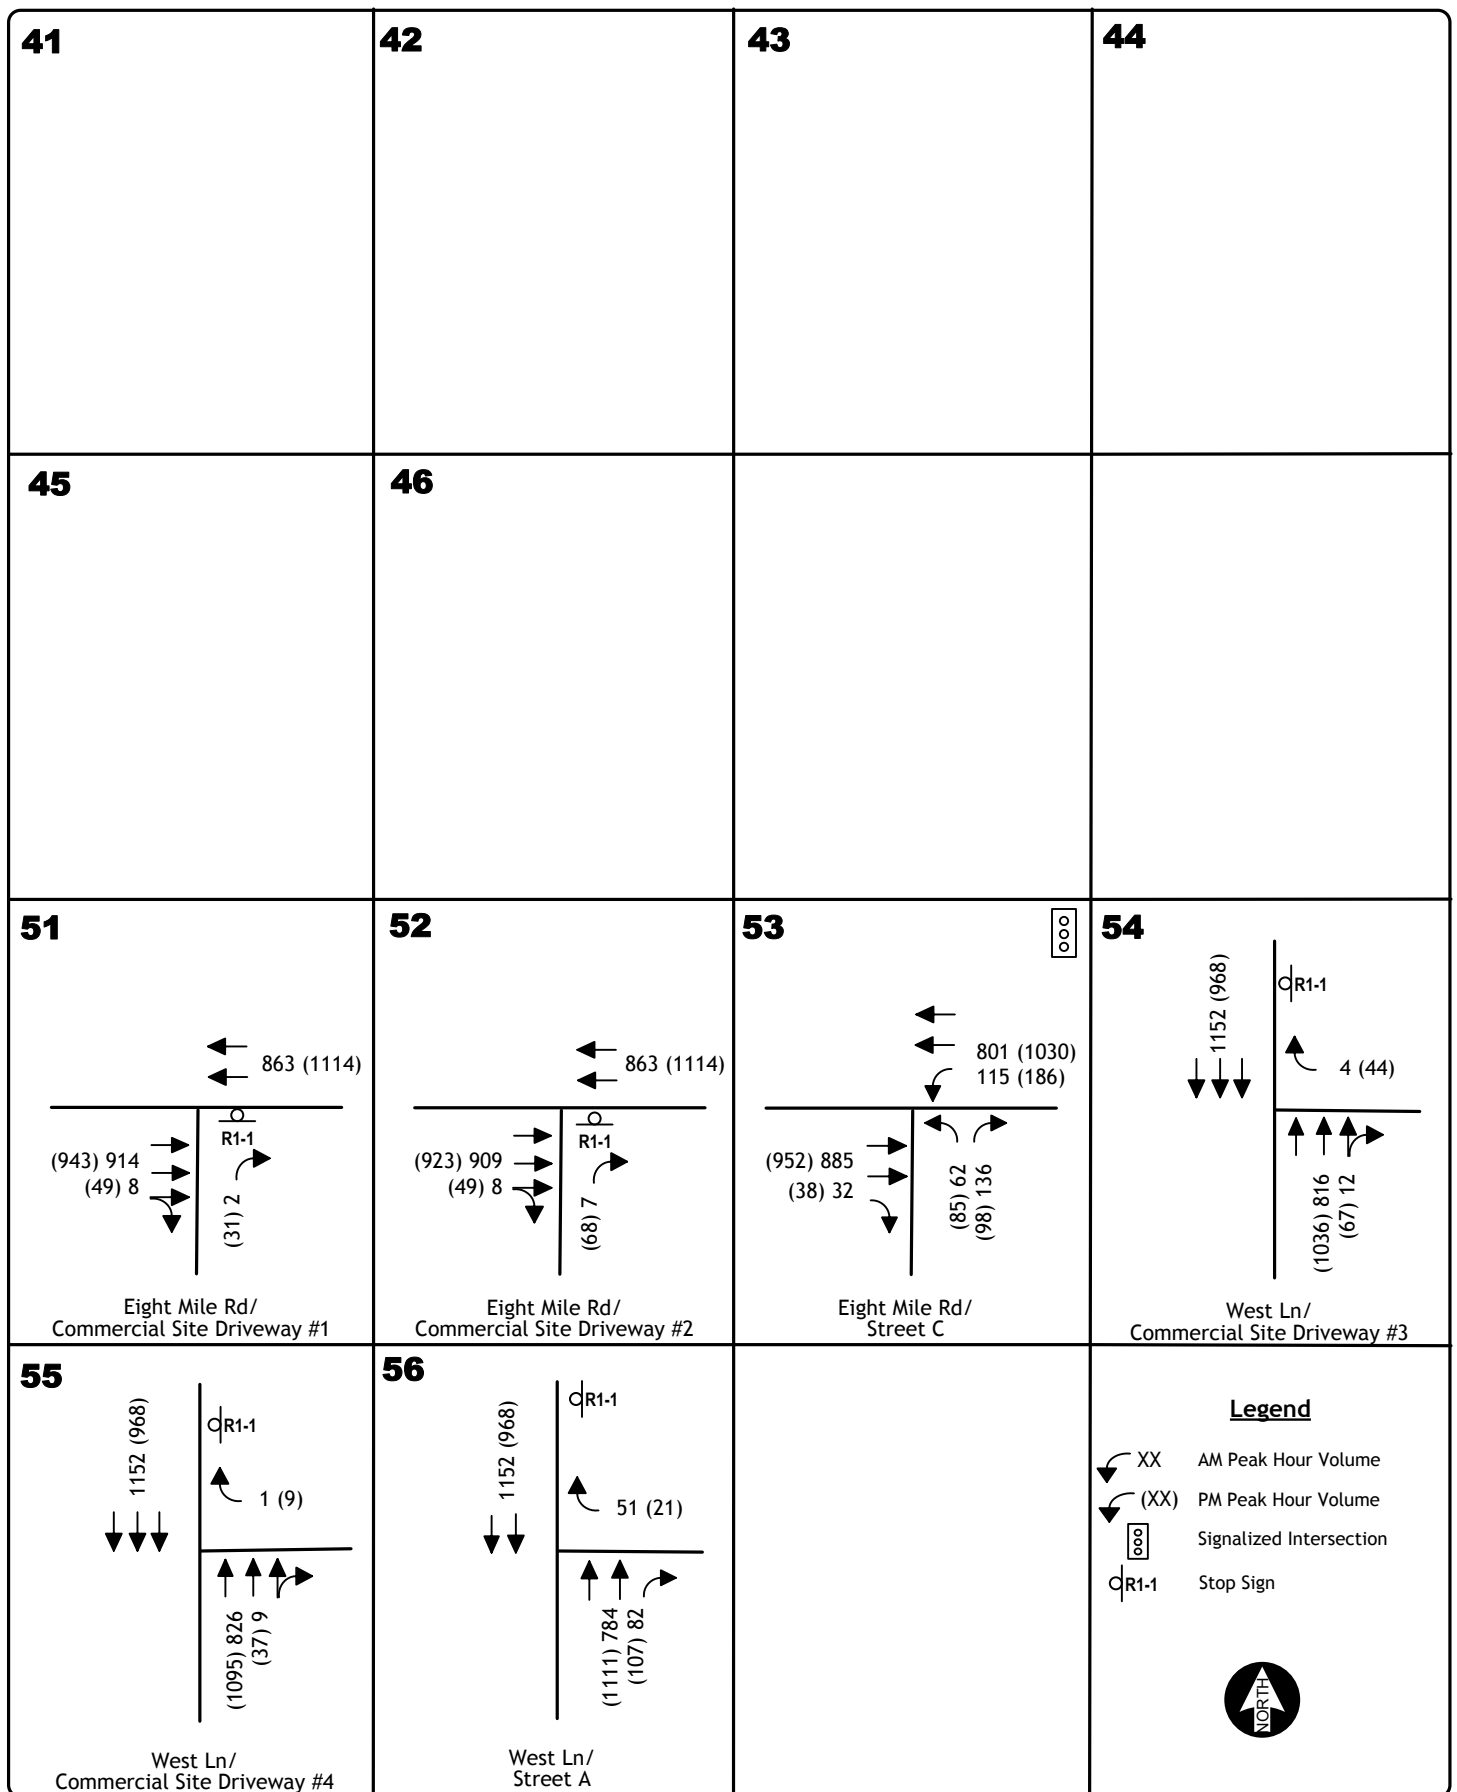 41
42
43
44
45
46
51
863 (1114)
R1-1
(943) 914
(49) 8
(31) 2
Eight Mile Rd/
Commercial Site Driveway #1
52
863 (1114)
R1-1
(923) 909
(49) 8
(68) 7
Eight Mile Rd/
Commercial Site Driveway #2
53
801 (1030)
115 (186)
(952) 885
(38) 32
(85) 62
(98) 136
Eight Mile Rd/
Street C
54
1152 (968)
R1-1
4 (44)
(1036) 816
(67) 12
West Ln/
Commercial Site Driveway #3
55
1152 (968)
R1-1
1 (9)
(1095) 826
(37) 9
West Ln/
Commercial Site Driveway #4
56
1152 (968)
R1-1
51 (21)
(1111) 784
(107) 82
West Ln/
Street A
Legend
XX AM Peak Hour Volume
(XX) PM Peak Hour Volume
Signalized Intersection
R1-1 Stop Sign
NORTH